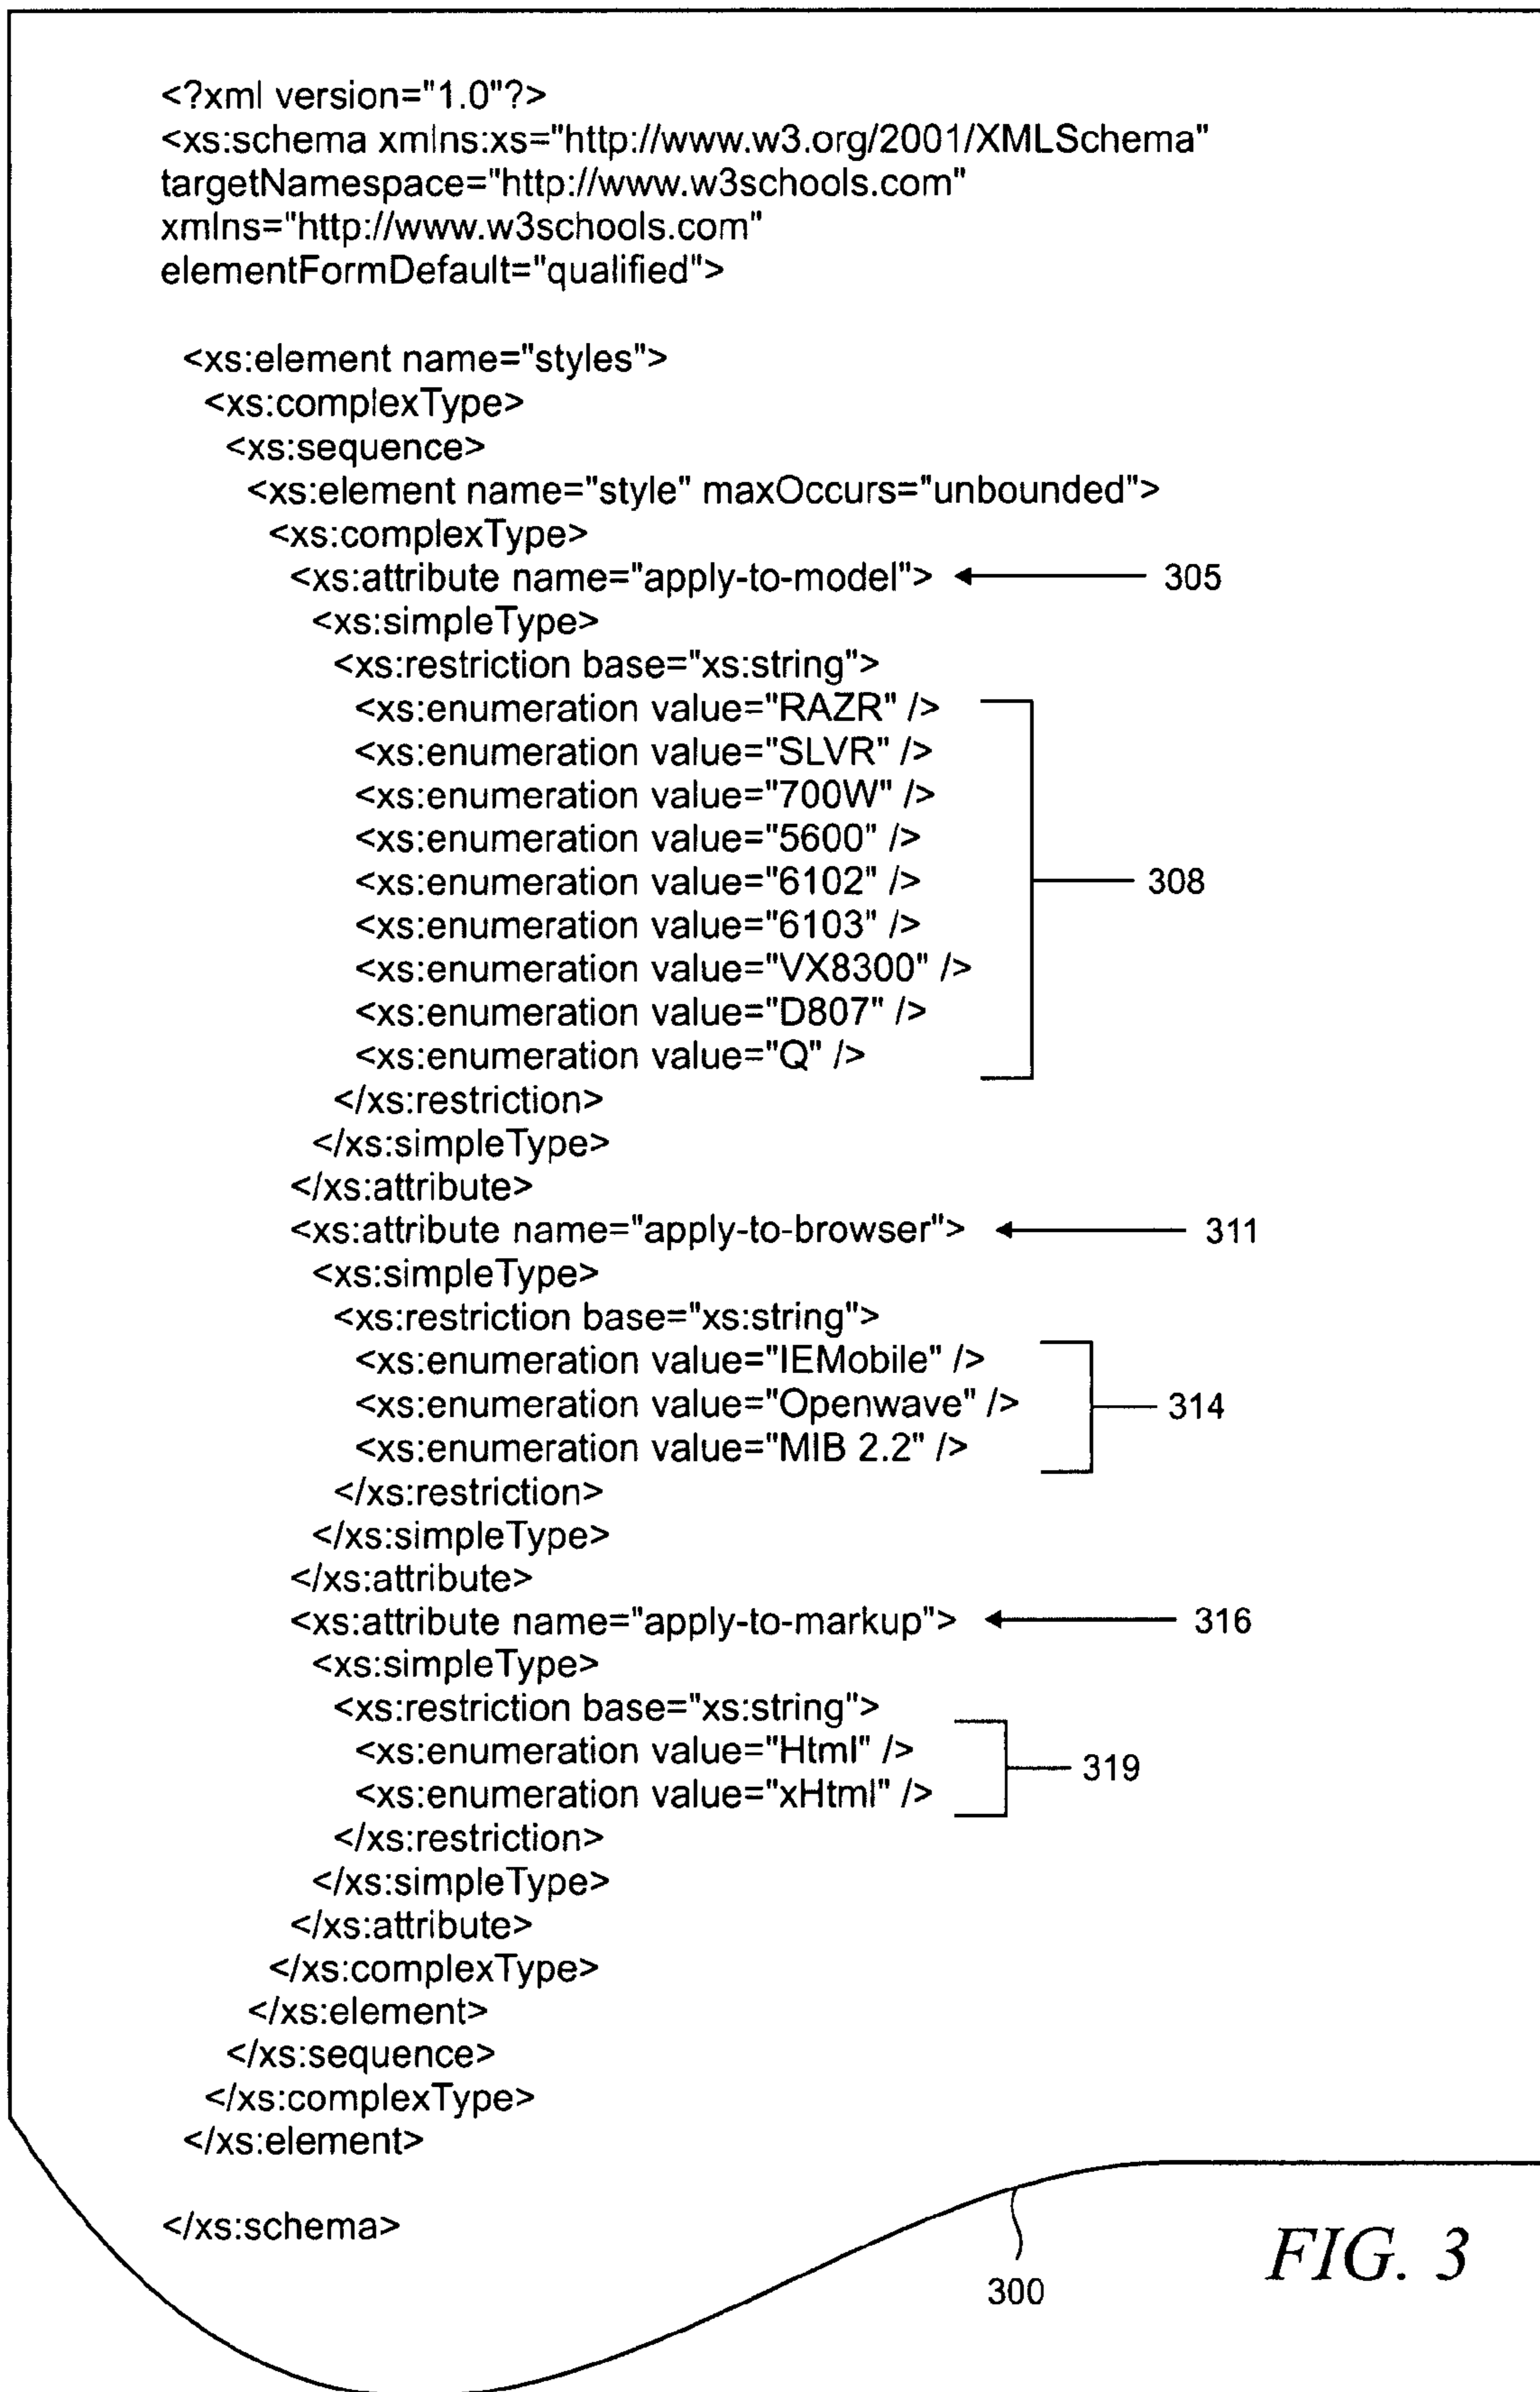 <?xml version="1.0"?>
<xs:schema xmlns:xs="http://www.w3.org/2001/XMLSchema"
targetNamespace="http://www.w3schools.com"
xmlns="http://www.w3schools.com"
elementFormDefault="qualified">
<xs:element name="styles">
<xs:complexType>
<xs:sequence>
<xs:element name="style" maxOccurs="unbounded">
<xs:complexType>
<xs:attribute name="apply-to-model"> 305
<xs:simpleType>
<xs:restriction base="xs:string">
<xs:enumeration value="RAZR" />
<xs:enumeration value="SLVR" />
<xs:enumeration value="700W" />
<xs:enumeration value="5600" />
<xs:enumeration value="6102" /> 308
<xs:enumeration value="6103" />
<xs:enumeration value="VX8300" />
<xs:enumeration value="D807" />
<xs:enumeration value="Q" />
</xs:restriction>
</xs:simpleType>
</xs:attribute>
<xs:attribute name="apply-to-browser"> 311
<xs:simpleType>
<xs:restriction base="xs:string">
<xs:enumeration value="IEMobile" />
<xs:enumeration value="Openwave" /> 314
<xs:enumeration value="MIB 2.2" />
</xs:restriction>
</xs:simpleType>
</xs:attribute>
<xs:attribute name="apply-to-markup"> 316
<xs:simpleType>
<xs:restriction base="xs:string">
<xs:enumeration value="Html" /> 319
<xs:enumeration value="xHtml" />
</xs:restriction>
</xs:simpleType>
</xs:attribute>
</xs:complexType>
</xs:element>
</xs:sequence>
</xs:complexType>
</xs:element>
</xs:schema>
300
FIG. 3